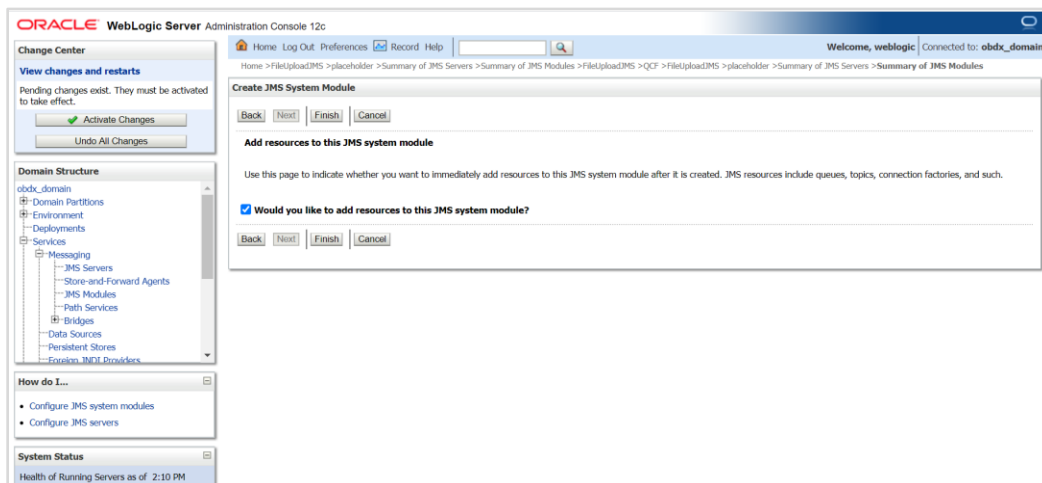 ORACLE WebLogic Server Administration Console 12c
Change Center
View changes and restarts
Pending changes exist. They must be activated
to take effect.
Activate Changes
Undo All Changes
Domain Structure
obdx_domain
Domain Partitions
Environment
Deployments
Services
Messaging
JMS Servers
Store-and-Forward Agents
JMS Modules
Path Services
Bridges
Data Sources
Persistent Stores
Foreign JNDI Providers
How do I...
Configure JMS system modules
Configure JMS servers
System Status
Health of Running Servers as of 2:10 PM
Home Log Out Preferences Record Help
Welcome, weblogic Connected to: obdx_domain
Home >FileUploadJMS >placeholder >Summary of JMS Servers >Summary of JMS Modules >FileUploadJMS >QCF >FileUploadJMS >placeholder >Summary of JMS Servers >Summary of JMS Modules
Create JMS System Module
Back Next Finish Cancel
Add resources to this JMS system module
Use this page to indicate whether you want to immediately add resources to this JMS system module after it is created. JMS resources include queues, topics, connection factories, and such.
Would you like to add resources to this JMS system module?
Back Next Finish Cancel